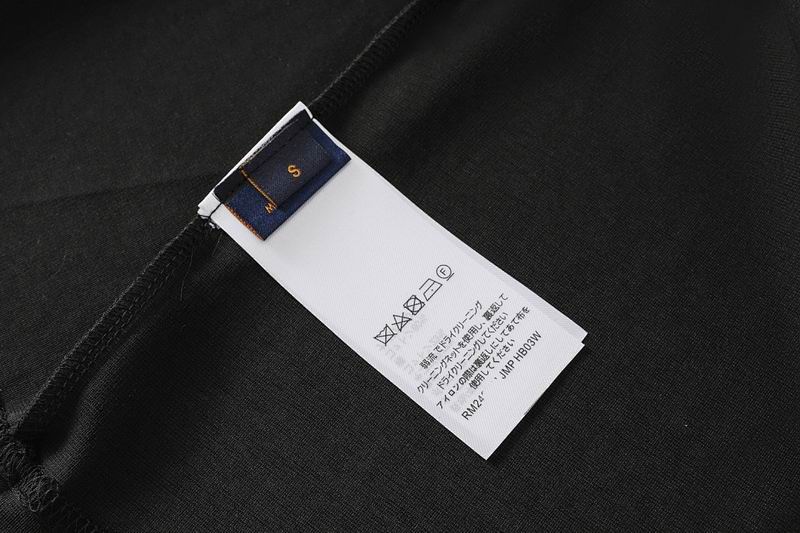 S
W
F
弱流でドライクリーニング
クリーニングネットを使用し、裏返して
ドライクリーニングしてください
アイロンの際は裏返しにしてあて布を
使用してください
RM24 JMP HB03W